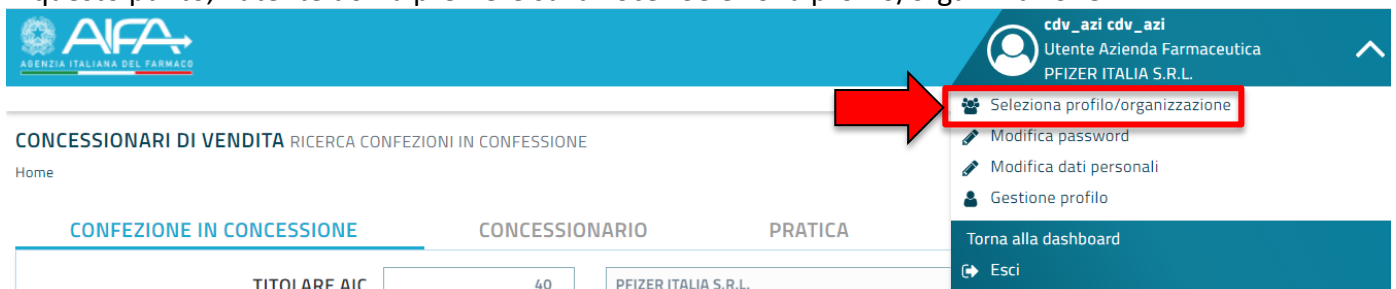 AIFA
AGENZIA ITALIANA DEL FARMACO
cdv_azi cdv_azi
Utente Azienda Farmaceutica
PFIZER ITALIA S.R.L.
Seleziona profilo/organizzazione
Modifica password
Modifica dati personali
Gestione profilo
Torna alla dashboard
Esci
CONCESSIONARI DI VENDITA RICERCA CONFEZIONI IN CONFESSIONE
Home
CONFEZIONE IN CONCESSIONE CONCESSIONARIO PRATICA
TITOLARE AIC 40 PFIZER ITALIA S.R.L.